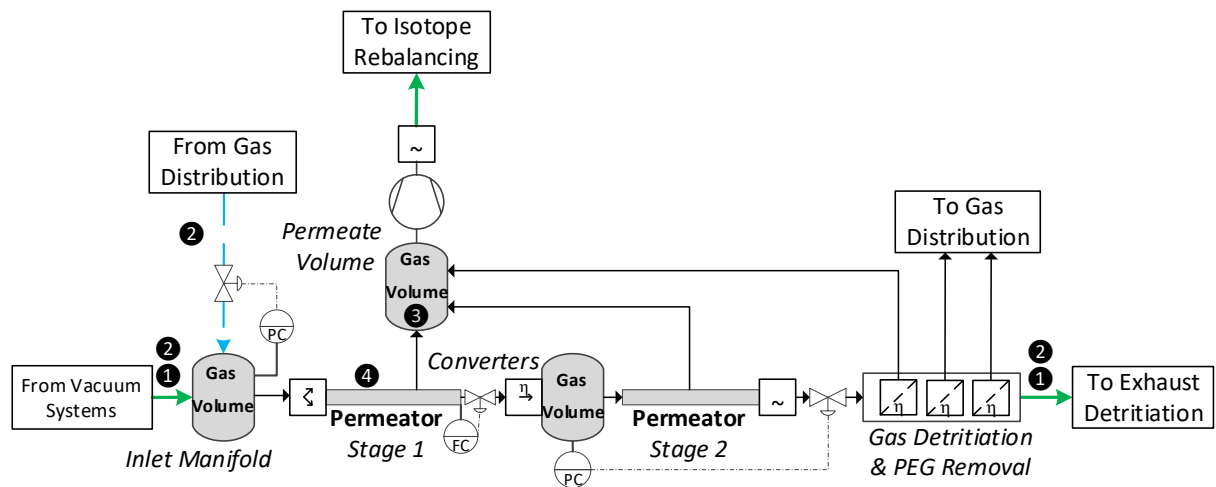 To Isotope
Rebalancing
~
From Gas
Distribution
2
Permeate
Volume
Gas
Volume
3
To Gas
Distribution
PC
2
1
From Vacuum
Systems
Gas
Volume
Inlet Manifold
4
Permeator
Stage 1
FC
Converters
η
Gas
Volume
PC
Permeator
Stage 2
~
η
η
η
Gas Detritiation
& PEG Removal
2
1
To Exhaust
Detritiation